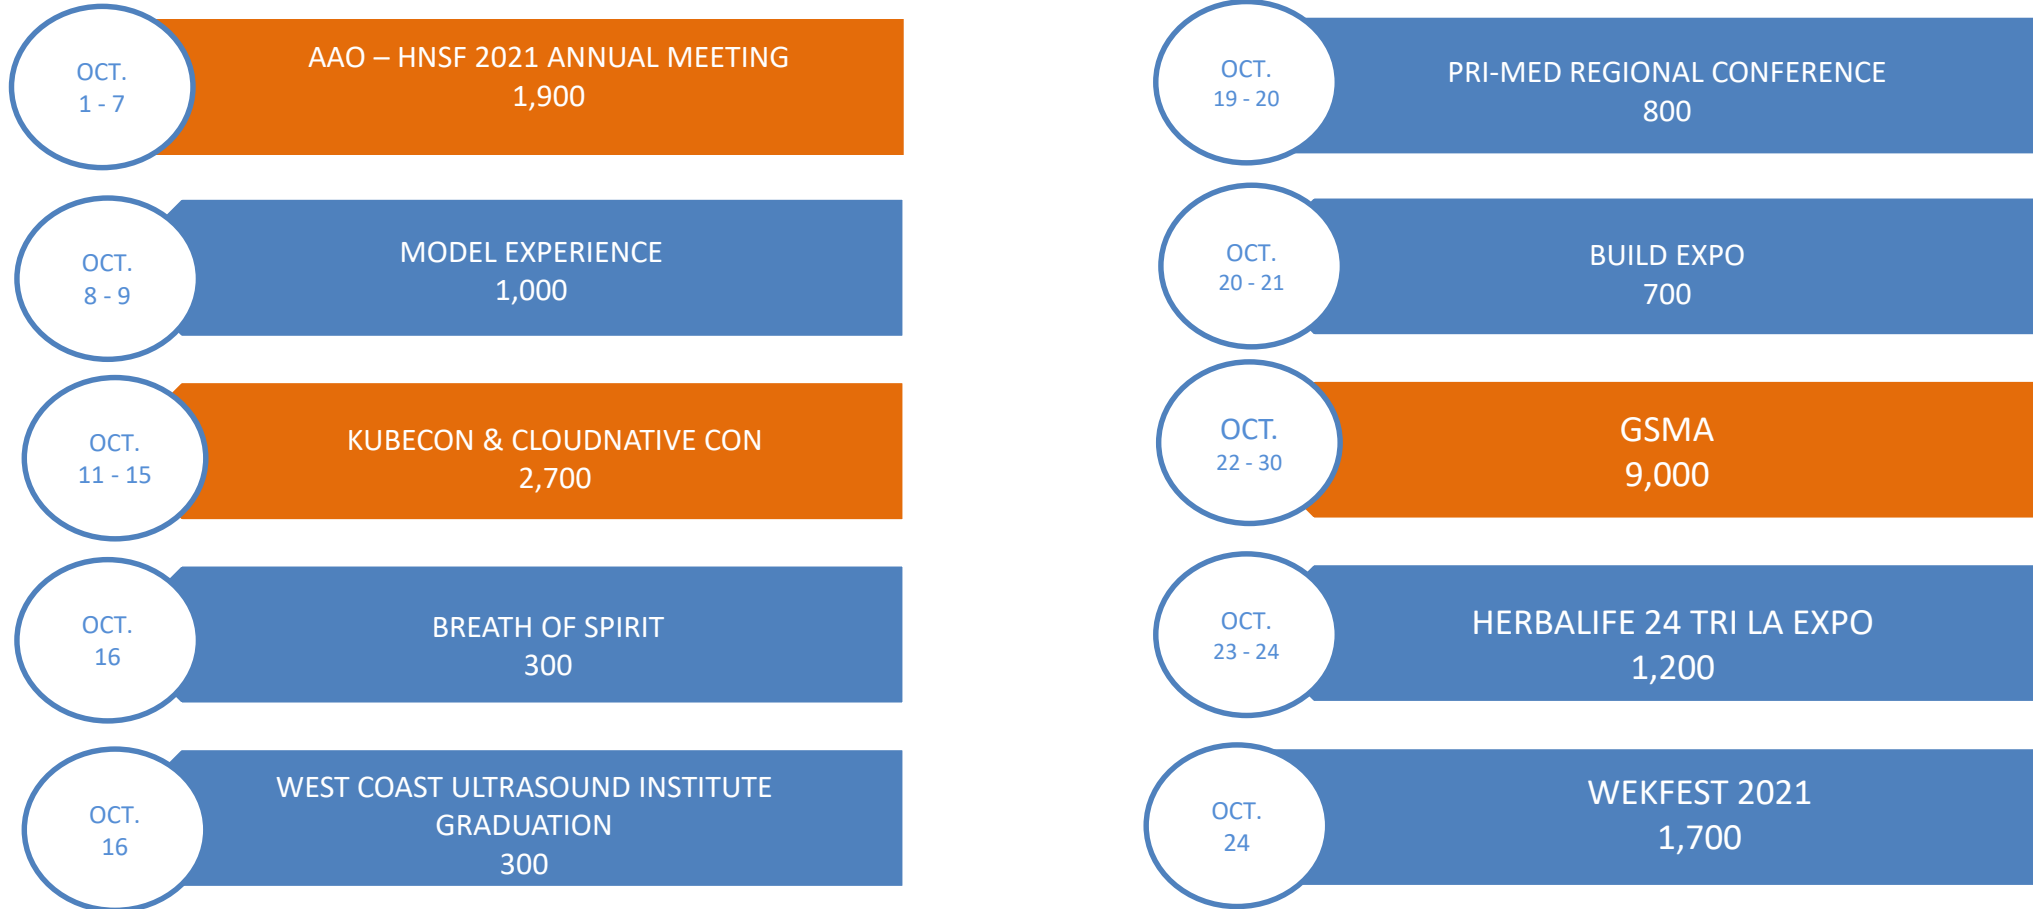 OCT.
1 - 7
AAO – HNSF 2021 ANNUAL MEETING
1,900
OCT.
8 - 9
MODEL EXPERIENCE
1,000
OCT.
11 - 15
KUBECON & CLOUDNATIVE CON
2,700
OCT.
16
BREATH OF SPIRIT
300
OCT.
16
WEST COAST ULTRASOUND INSTITUTE
GRADUATION
300
OCT.
19 - 20
PRI-MED REGIONAL CONFERENCE
800
OCT.
20 - 21
BUILD EXPO
700
OCT.
22 - 30
GSMA
9,000
OCT.
23 - 24
HERBALIFE 24 TRI LA EXPO
1,200
OCT.
24
WEKFEST 2021
1,700